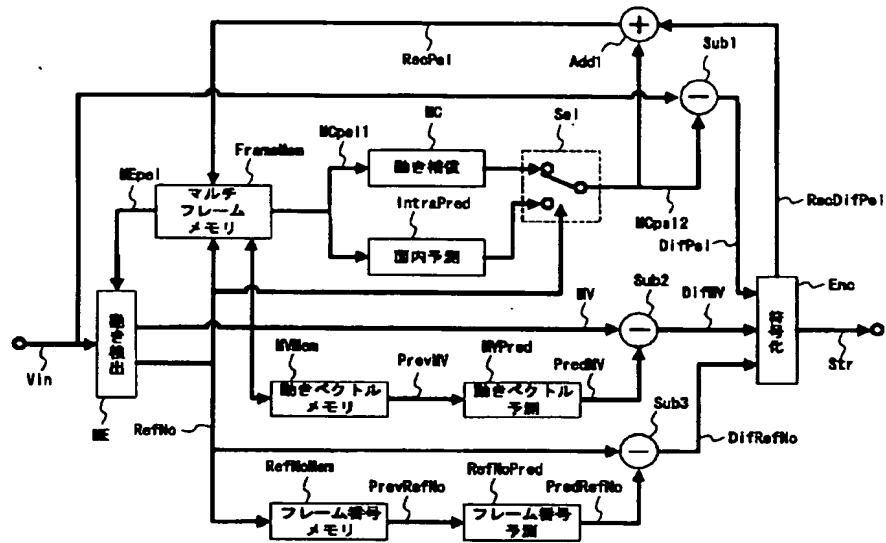 RecPel
Add1
Sub1
MC
Sel
MCpel1
FrameMem
動き補償
MEpel
マルチ
フレーム
メモリ
IntraPred
面内予測
MCpel2
RecDifPel
DifPel
Enc
符号化
Str
MV
Sub2
DifMV
Vin
動き検出
ME
RefNo
MVMem
動きベクトル
メモリ
PrevMV
MVPred
動きベクトル
予測
PredMV
Sub3
DifRefNo
RefNoMem
フレーム番号
メモリ
PrevRefNo
RefNoPred
フレーム番号
予測
PredRefNo